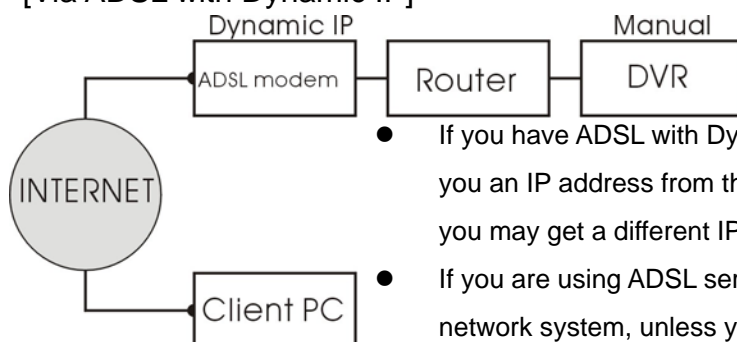 [Via ADSL with Dynamic IP]
Dynamic IP
Manual
ADSL modem
Router
DVR
INTERNET
Client PC
● If you have ADSL with Dy
you an IP address from th
you may get a different IP
● If you are using ADSL ser
network system, unless y